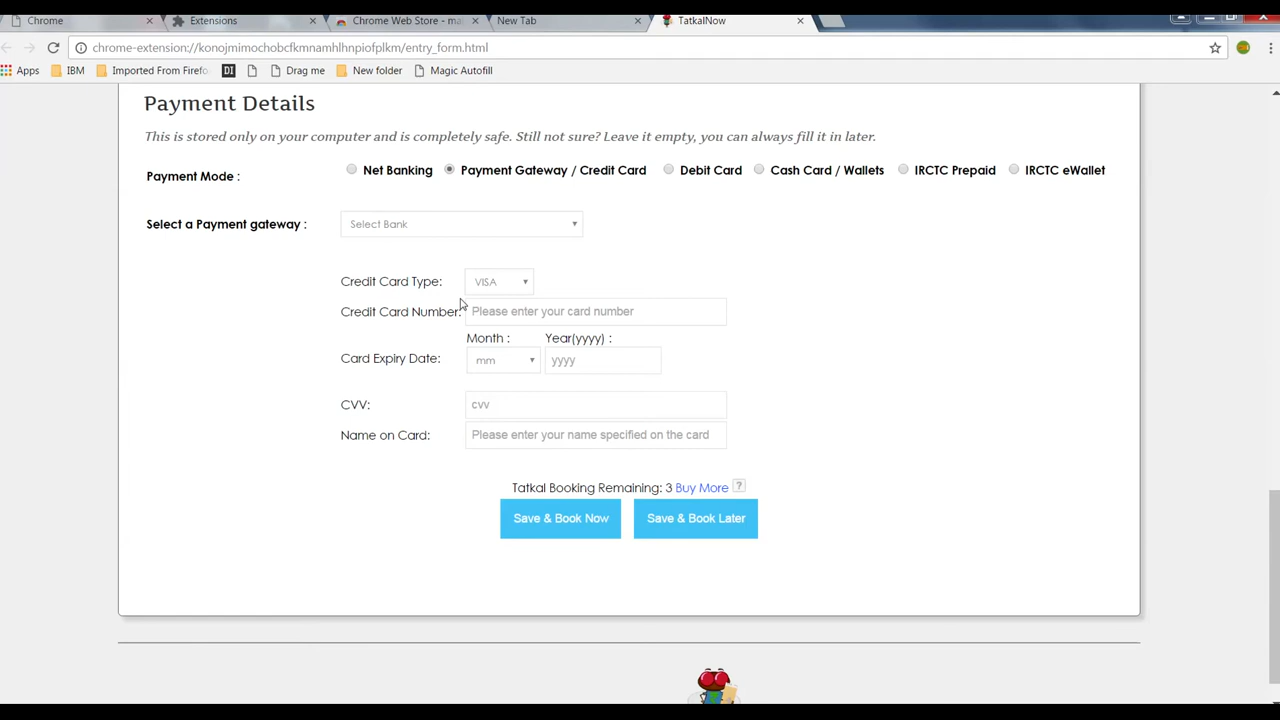 Chrome
Extensions
Chrome Web Store - ma
New Tab
TatkalNow
chrome-extension://konojmimochobcfkmnamhlhnpiofplkm/entry_form.html
Apps IBM Imported From Firefo DI Drag me New folder Magic Autofill
Payment Details
This is stored only on your computer and is completely safe. Still not sure? Leave it empty, you can always fill it in later.
Payment Mode : Net Banking Payment Gateway / Credit Card Debit Card Cash Card / Wallets IRCTC Prepaid IRCTC eWallet
Select a Payment gateway : Select Bank
Credit Card Type: VISA
Credit Card Number: Please enter your card number
Month : Year(yyyy) :
Card Expiry Date: mm yyyy
CVV: cvv
Name on Card: Please enter your name specified on the card
Tatkal Booking Remaining: 3 Buy More ?
Save & Book Now Save & Book Later